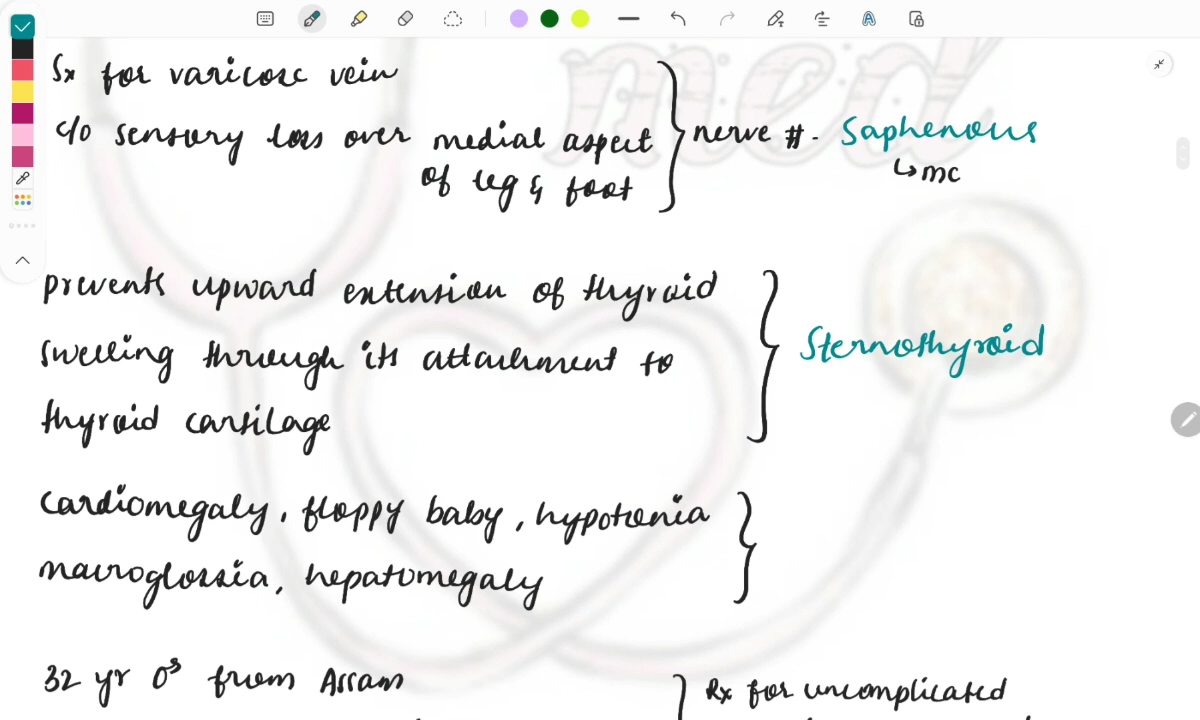 med
Sx for varicose vein
c/o sensory loss over medial aspect
of leg & foot
nerve #. Saphenous
↳ mc
prevents upward extension of thyroid
swelling through its attachment to
thyroid cartilage
Sternothyroid
cardiomegaly, floppy baby, hypotonia
macroglossia, hepatomegaly
32 yr from Assam
Rx for uncomplicated